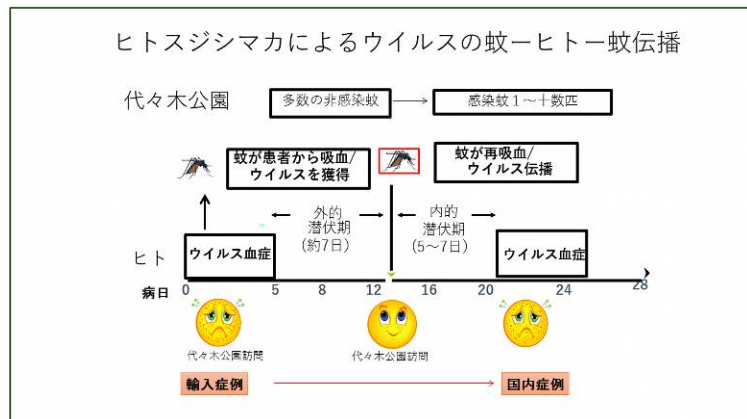 ヒトスジシマカによるウイルスの蚊ーヒトー蚊伝播
代々木公園
多数の非感染蚊
感染蚊１～十数匹
蚊が患者から吸血/
ウイルスを獲得
蚊が再吸血/
ウイルス伝播
外的
潜伏期
(約7日)
内的
潜伏期
(5～7日)
ヒト
ウイルス血症
ウイルス血症
病日
0 5 8 12 16 20 24 28
代々木公園訪問
代々木公園訪問
輸入症例
国内症例